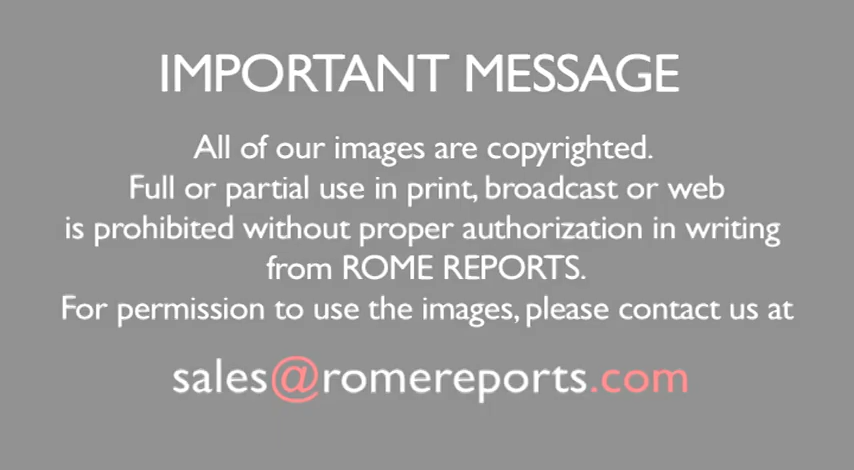 IMPORTANT MESSAGE
All of our images are copyrighted.
Full or partial use in print, broadcast or web
is prohibited without proper authorization in writing
from ROME REPORTS.
For permission to use the images, please contact us at
sales@romereports.com